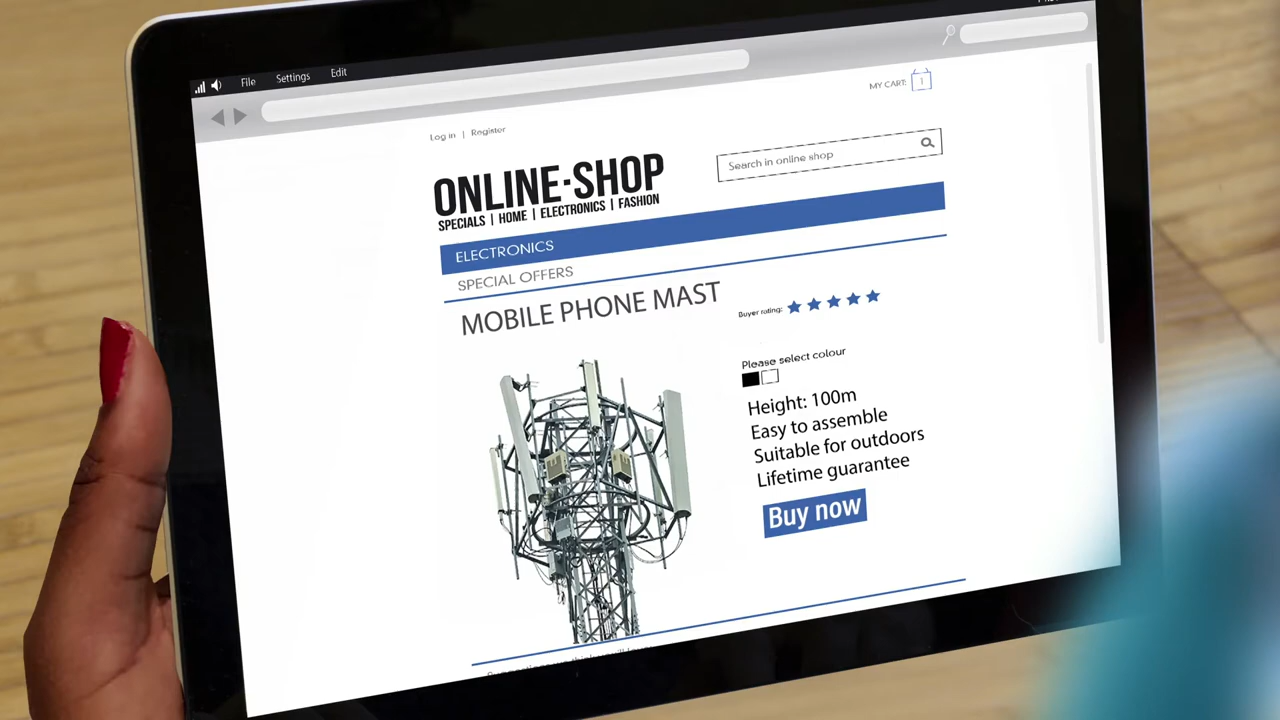 File Settings Edit
MY CART: 1
Log in | Register
Search in online shop
ONLINE-SHOP
SPECIALS | HOME | ELECTRONICS | FASHION
ELECTRONICS
SPECIAL OFFERS
MOBILE PHONE MAST
Buyer rating:
Please select colour
Height: 100m
Easy to assemble
Suitable for outdoors
Lifetime guarantee
Buy now